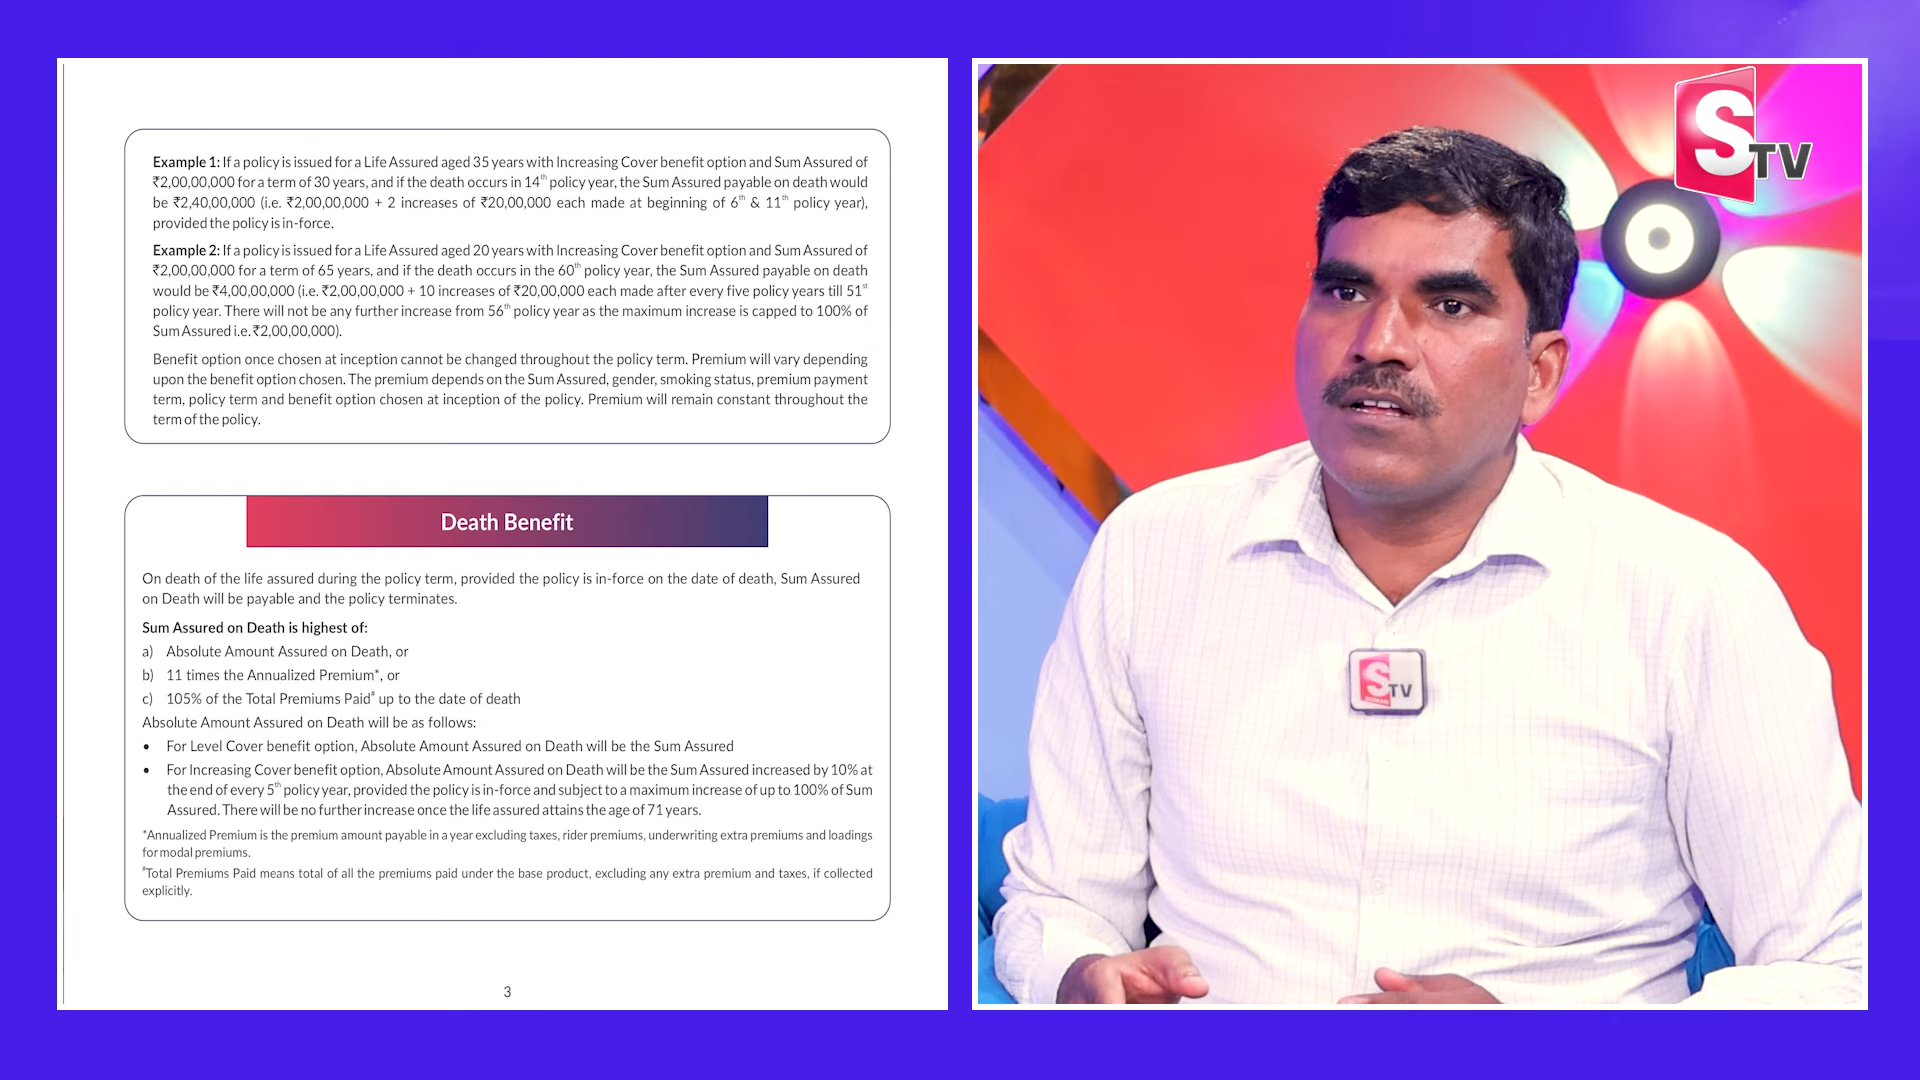 Example 1: If a policy is issued for a Life Assured aged 35 years with Increasing Cover benefit option and Sum Assured of
₹2,00,00,000 for a term of 30 years, and if the death occurs in 14th policy year, the Sum Assured payable on death would
be ₹2,40,00,000 (i.e. ₹2,00,00,000 + 2 increases of ₹20,00,000 each made at beginning of 6th & 11th policy year),
provided the policy is in-force.
Example 2: If a policy is issued for a Life Assured aged 20 years with Increasing Cover benefit option and Sum Assured of
₹2,00,00,000 for a term of 65 years, and if the death occurs in the 60th policy year, the Sum Assured payable on death
would be ₹4,00,00,000 (i.e. ₹2,00,00,000 + 10 increases of ₹20,00,000 each made after every five policy years till 51st
policy year. There will not be any further increase from 56th policy year as the maximum increase is capped to 100% of
Sum Assured i.e. ₹2,00,00,000).
Benefit option once chosen at inception cannot be changed throughout the policy term. Premium will vary depending
upon the benefit option chosen. The premium depends on the Sum Assured, gender, smoking status, premium payment
term, policy term and benefit option chosen at inception of the policy. Premium will remain constant throughout the
term of the policy.
Death Benefit
On death of the life assured during the policy term, provided the policy is in-force on the date of death, Sum Assured
on Death will be payable and the policy terminates.
Sum Assured on Death is highest of:
a) Absolute Amount Assured on Death, or
b) 11 times the Annualized Premium*, or
c) 105% of the Total Premiums Paid# up to the date of death
Absolute Amount Assured on Death will be as follows:
• For Level Cover benefit option, Absolute Amount Assured on Death will be the Sum Assured
• For Increasing Cover benefit option, Absolute Amount Assured on Death will be the Sum Assured increased by 10% at
the end of every 5th policy year, provided the policy is in-force and subject to a maximum increase of up to 100% of Sum
Assured. There will be no further increase once the life assured attains the age of 71 years.
*Annualized Premium is the premium amount payable in a year excluding taxes, rider premiums, underwriting extra premiums and loadings
for modal premiums.
#Total Premiums Paid means total of all the premiums paid under the base product, excluding any extra premium and taxes, if collected
explicitly.
3
STV
STV